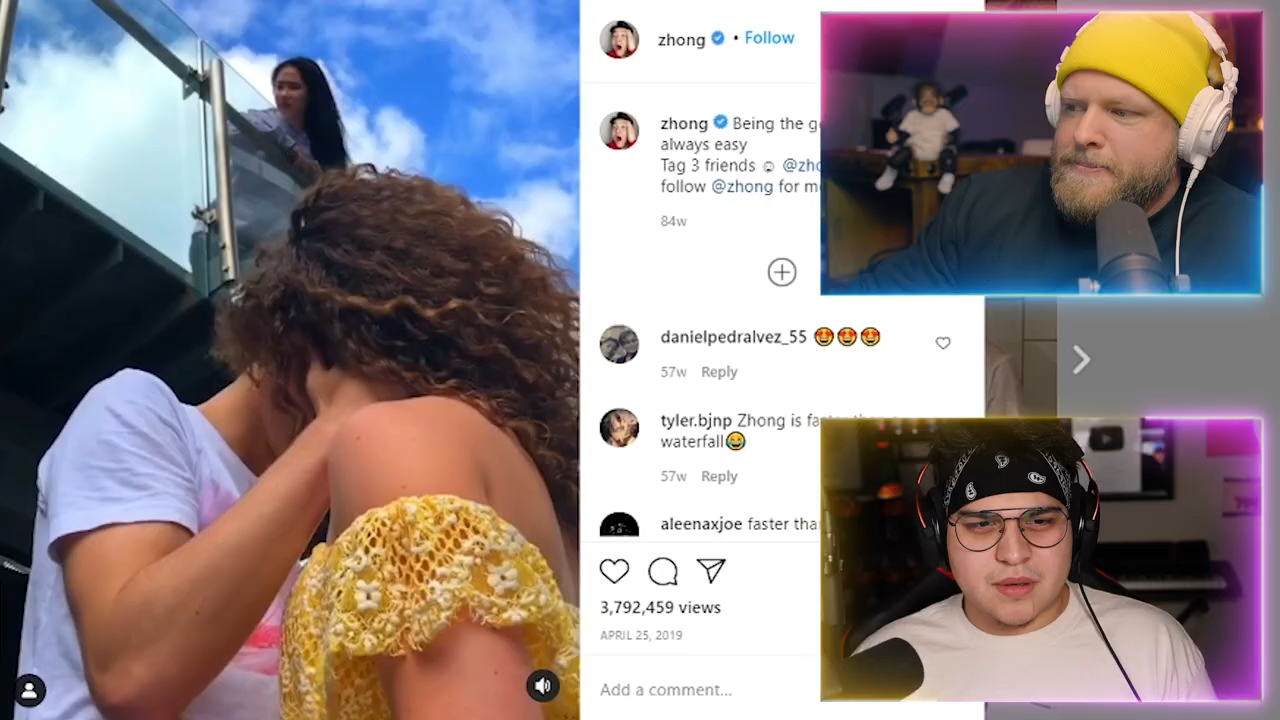 zhong • Follow
zhong Being the g
always easy
Tag 3 friends ☺ @zho
follow @zhong for m
84w
danielpedralvez_55 😍😍😍
57w Reply
tyler.bjnp Zhong is
waterfall😂
57w Reply
aleenaxjoe faster tha
3,792,459 views
APRIL 25, 2019
Add a comment...